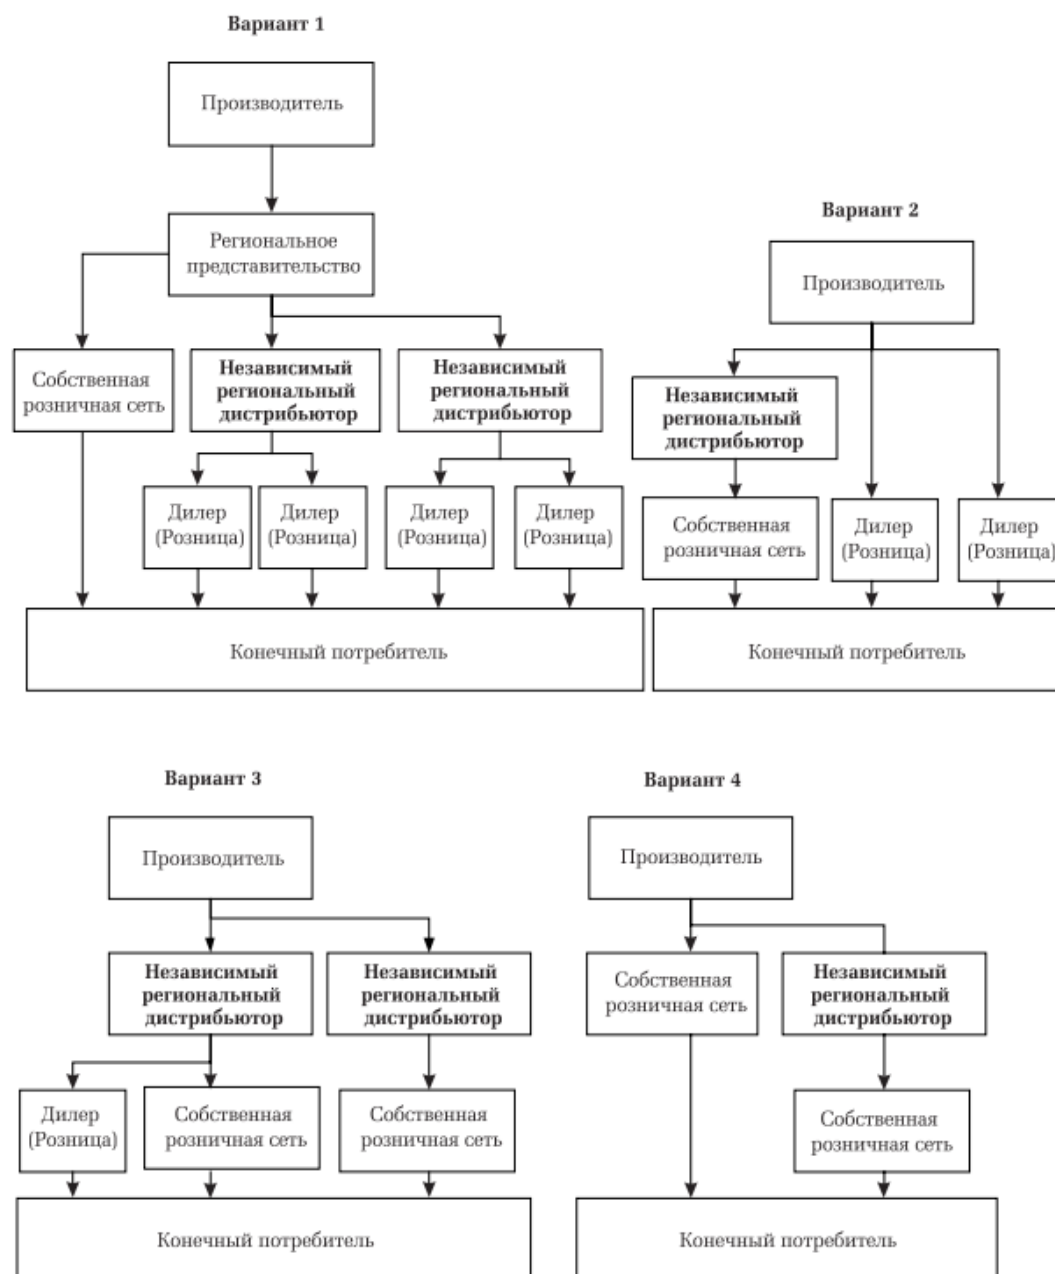 Вариант 1
Производитель
Региональное
представительство
Собственная
розничная сеть
Независимый
региональный
дистрибьютор
Независимый
региональный
дистрибьютор
Дилер
(Розница)
Дилер
(Розница)
Дилер
(Розница)
Дилер
(Розница)
Конечный потребитель
Вариант 2
Производитель
Независимый
региональный
дистрибьютор
Собственная
розничная сеть
Дилер
(Розница)
Дилер
(Розница)
Конечный потребитель
Вариант 3
Производитель
Независимый
региональный
дистрибьютор
Независимый
региональный
дистрибьютор
Дилер
(Розница)
Собственная
розничная сеть
Собственная
розничная сеть
Конечный потребитель
Вариант 4
Производитель
Собственная
розничная сеть
Независимый
региональный
дистрибьютор
Собственная
розничная сеть
Конечный потребитель